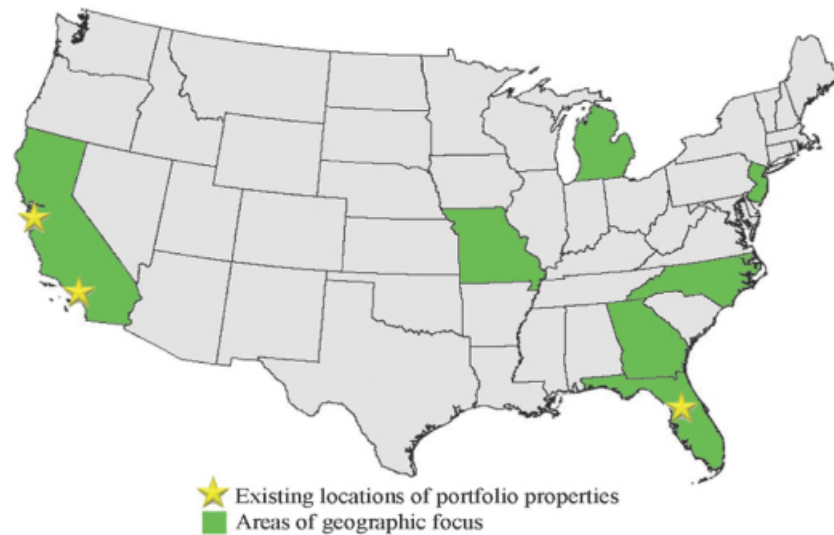 Existing locations of portfolio properties
Areas of geographic focus